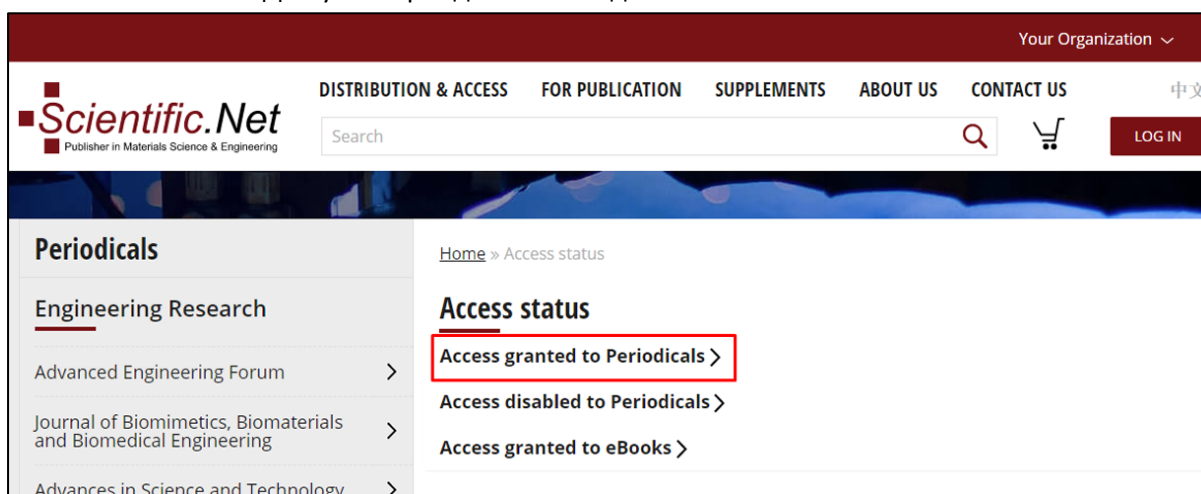 Your Organization
DISTRIBUTION & ACCESS FOR PUBLICATION SUPPLEMENTS ABOUT US CONTACT US 中文
Scientific.Net
Publisher in Materials Science & Engineering
Search
LOG IN
Periodicals
Home » Access status
Engineering Research
Access status
Access granted to Periodicals
Advanced Engineering Forum
Access disabled to Periodicals
Journal of Biomimetics, Biomaterials
and Biomedical Engineering
Access granted to eBooks
Advances in Science and Technology